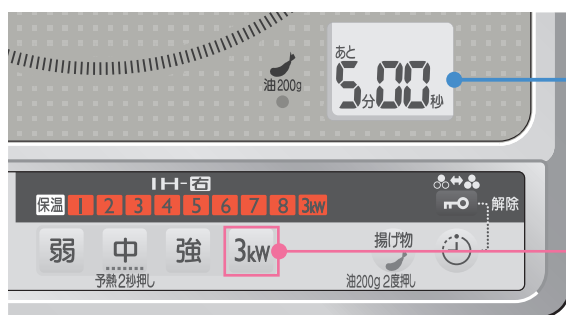 あと
5分00秒
油200g
IH-右
保温 1 2 3 4 5 6 7 8 3kW
解除
弱 中 強 3kW 揚げ物
予熱2秒押し 油200g 2度押し